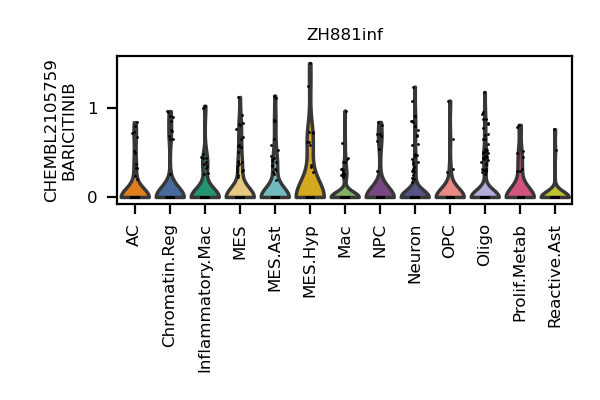 ZH881inf
CHEMBL2105759
BARICITINIB
1
0
AC
Chromatin.Reg
Inflammatory.Mac
MES
MES.Ast
MES.Hyp
Mac
NPC
Neuron
OPC
Oligo
Prolif.Metab
Reactive.Ast